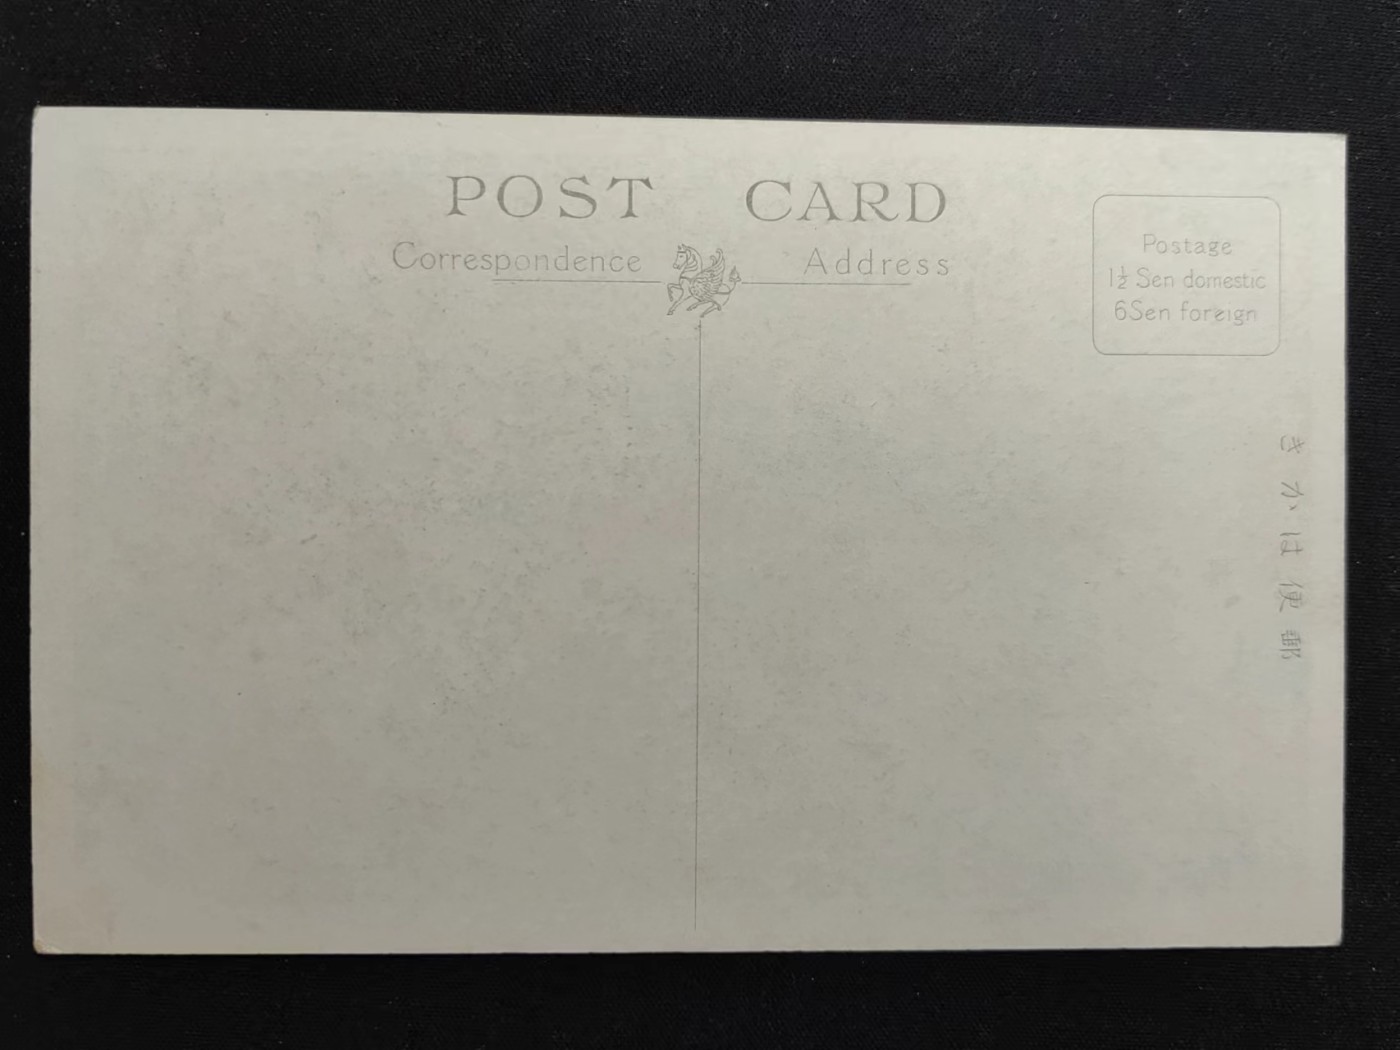 POST CARD
Correspondence Address
Postage
1½ Sen domestic
6Sen foreign
きかは便郵